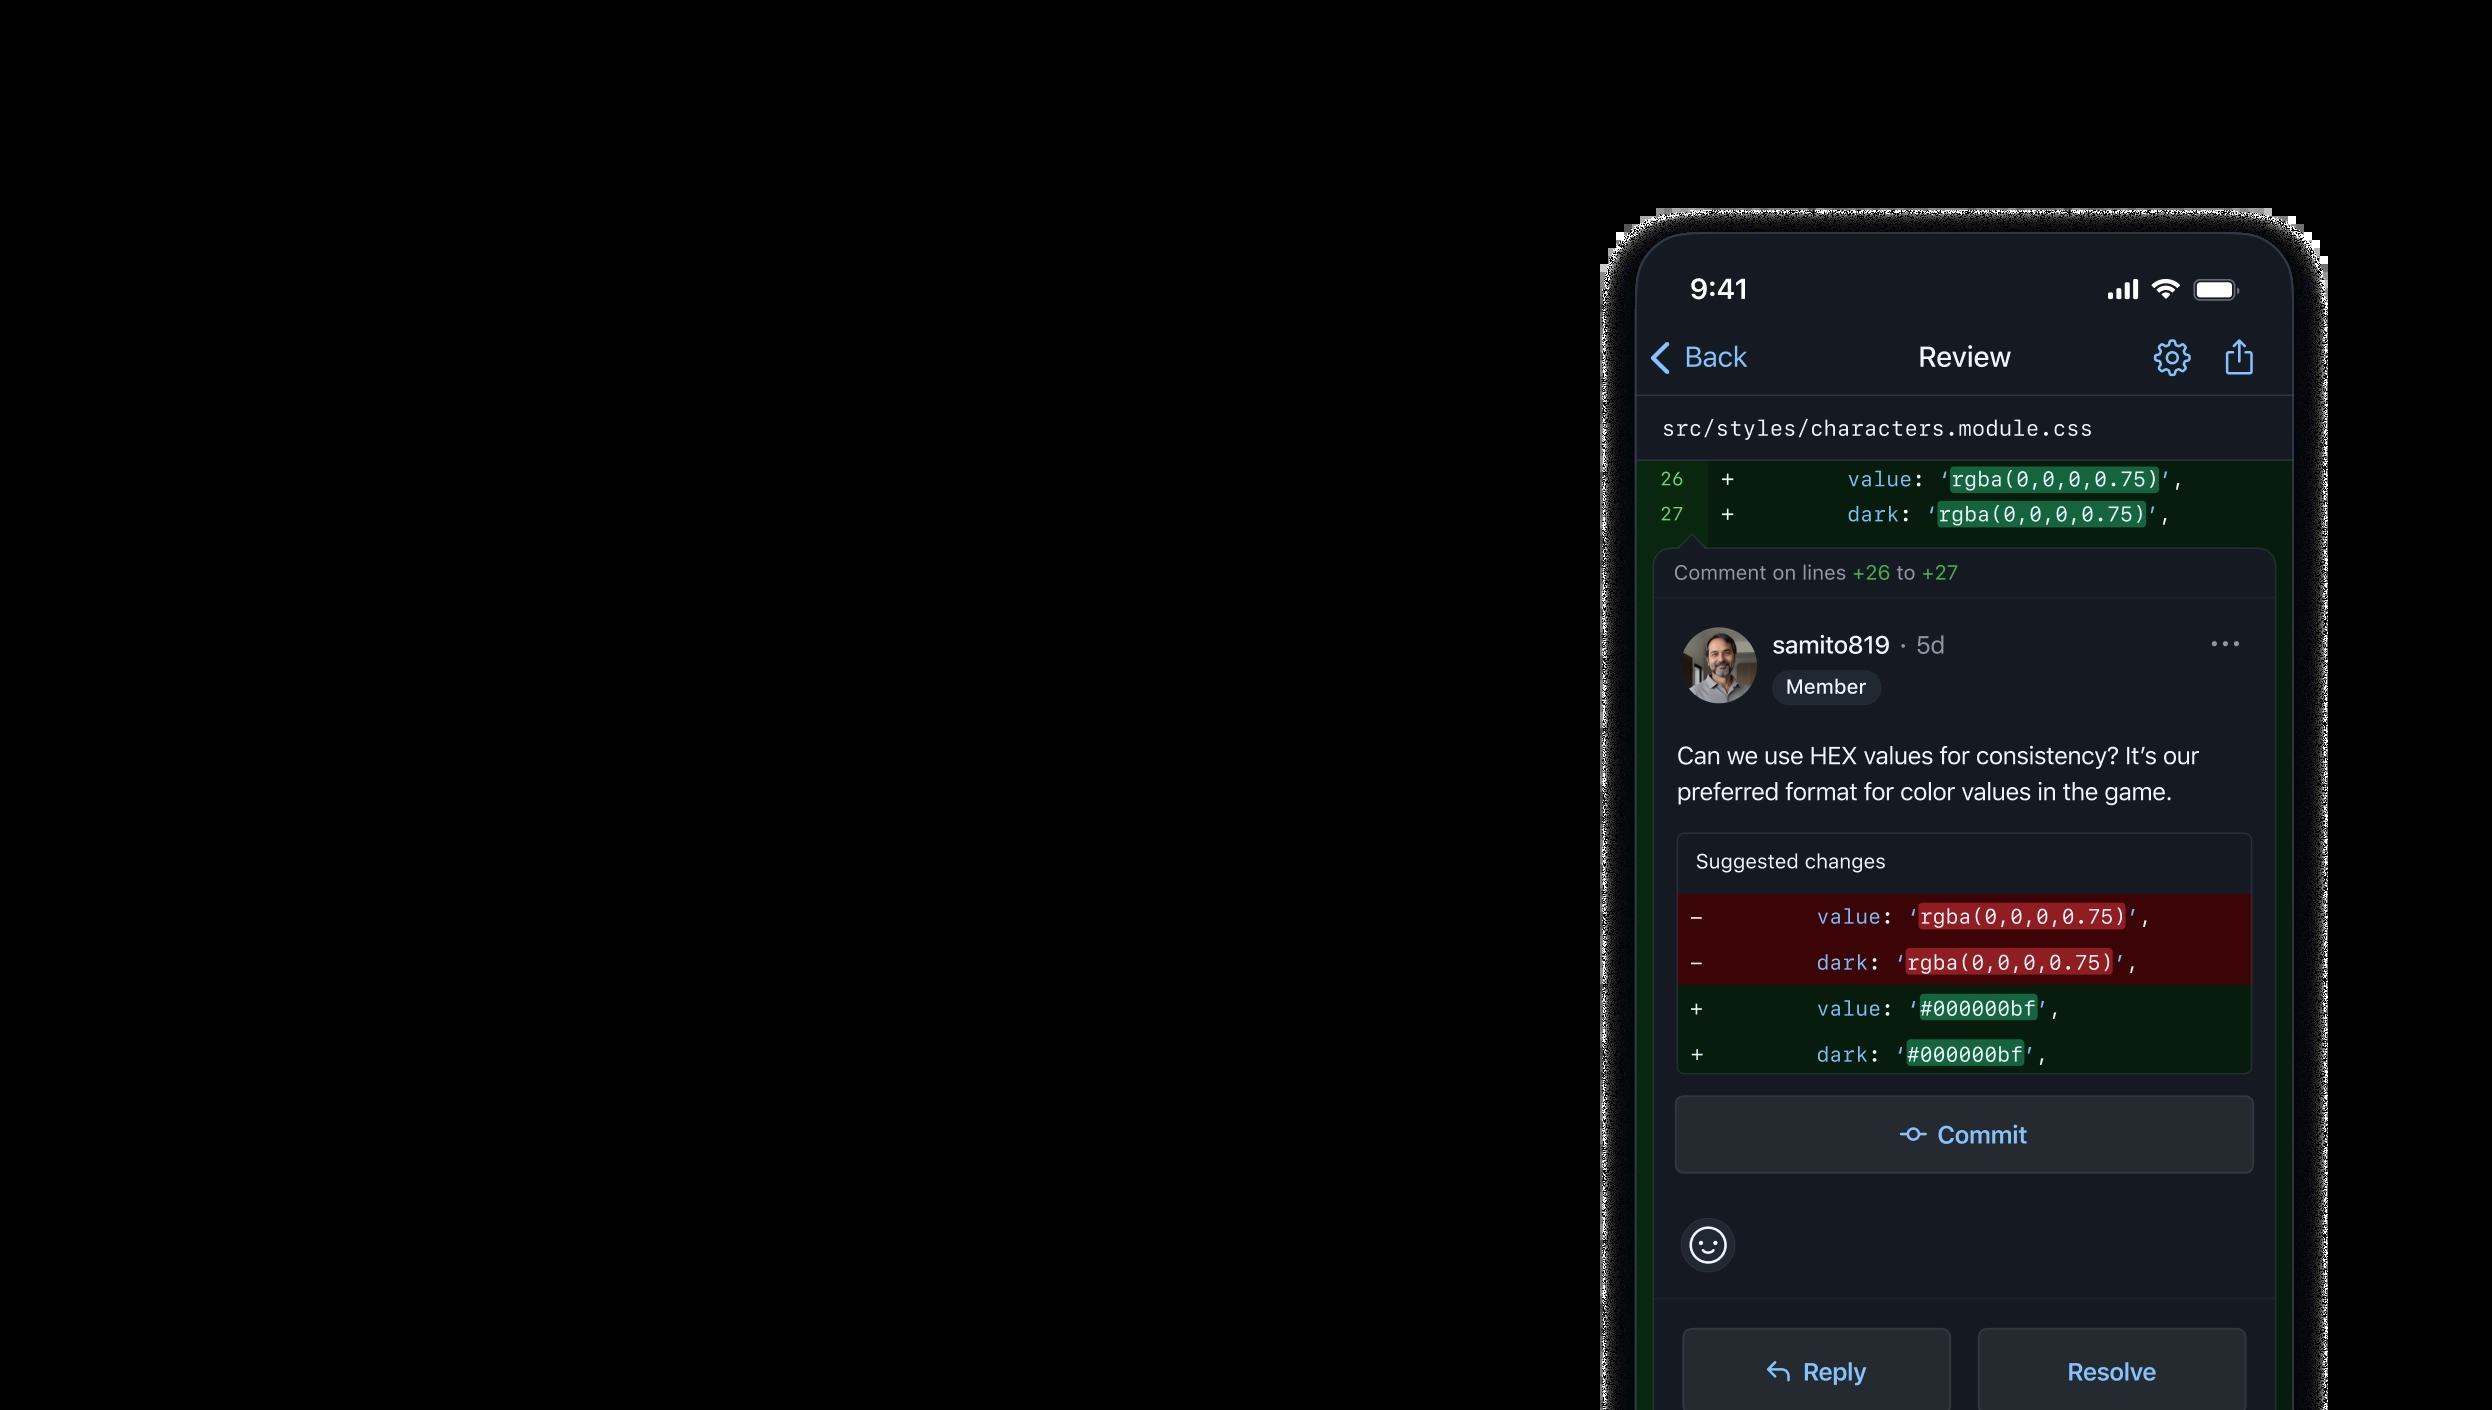 9:41
Back Review
src/styles/characters.module.css
26 + value: ‘rgba(0,0,0,0.75)’,
27 + dark: ‘rgba(0,0,0,0.75)’,
Comment on lines +26 to +27
samito819 · 5d
Member
Can we use HEX values for consistency? It’s our
preferred format for color values in the game.
Suggested changes
− value: ‘rgba(0,0,0,0.75)’,
− dark: ‘rgba(0,0,0,0.75)’,
+ value: ‘#000000bf’,
+ dark: ‘#000000bf’,
Commit
Reply Resolve